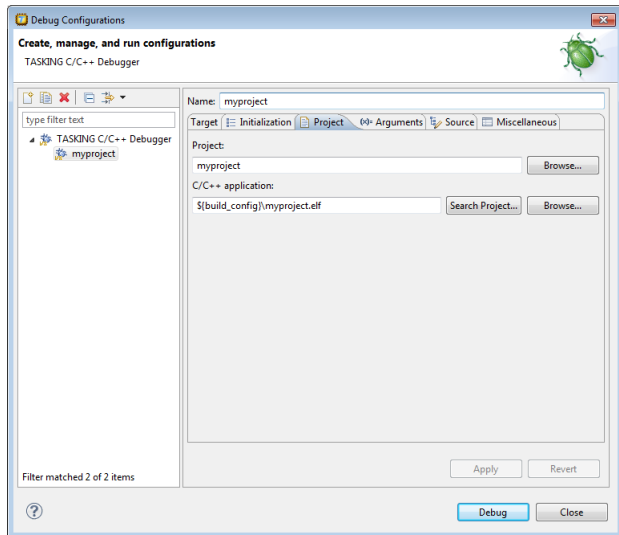 Debug Configurations
Create, manage, and run configurations
TASKING C/C++ Debugger
type filter text
TASKING C/C++ Debugger
myproject
Filter matched 2 of 2 items
Name: myproject
Target Initialization Project (x)= Arguments Source Miscellaneous
Project:
myproject Browse...
C/C++ application:
${build_config}\myproject.elf Search Project... Browse...
Apply Revert
? Debug Close